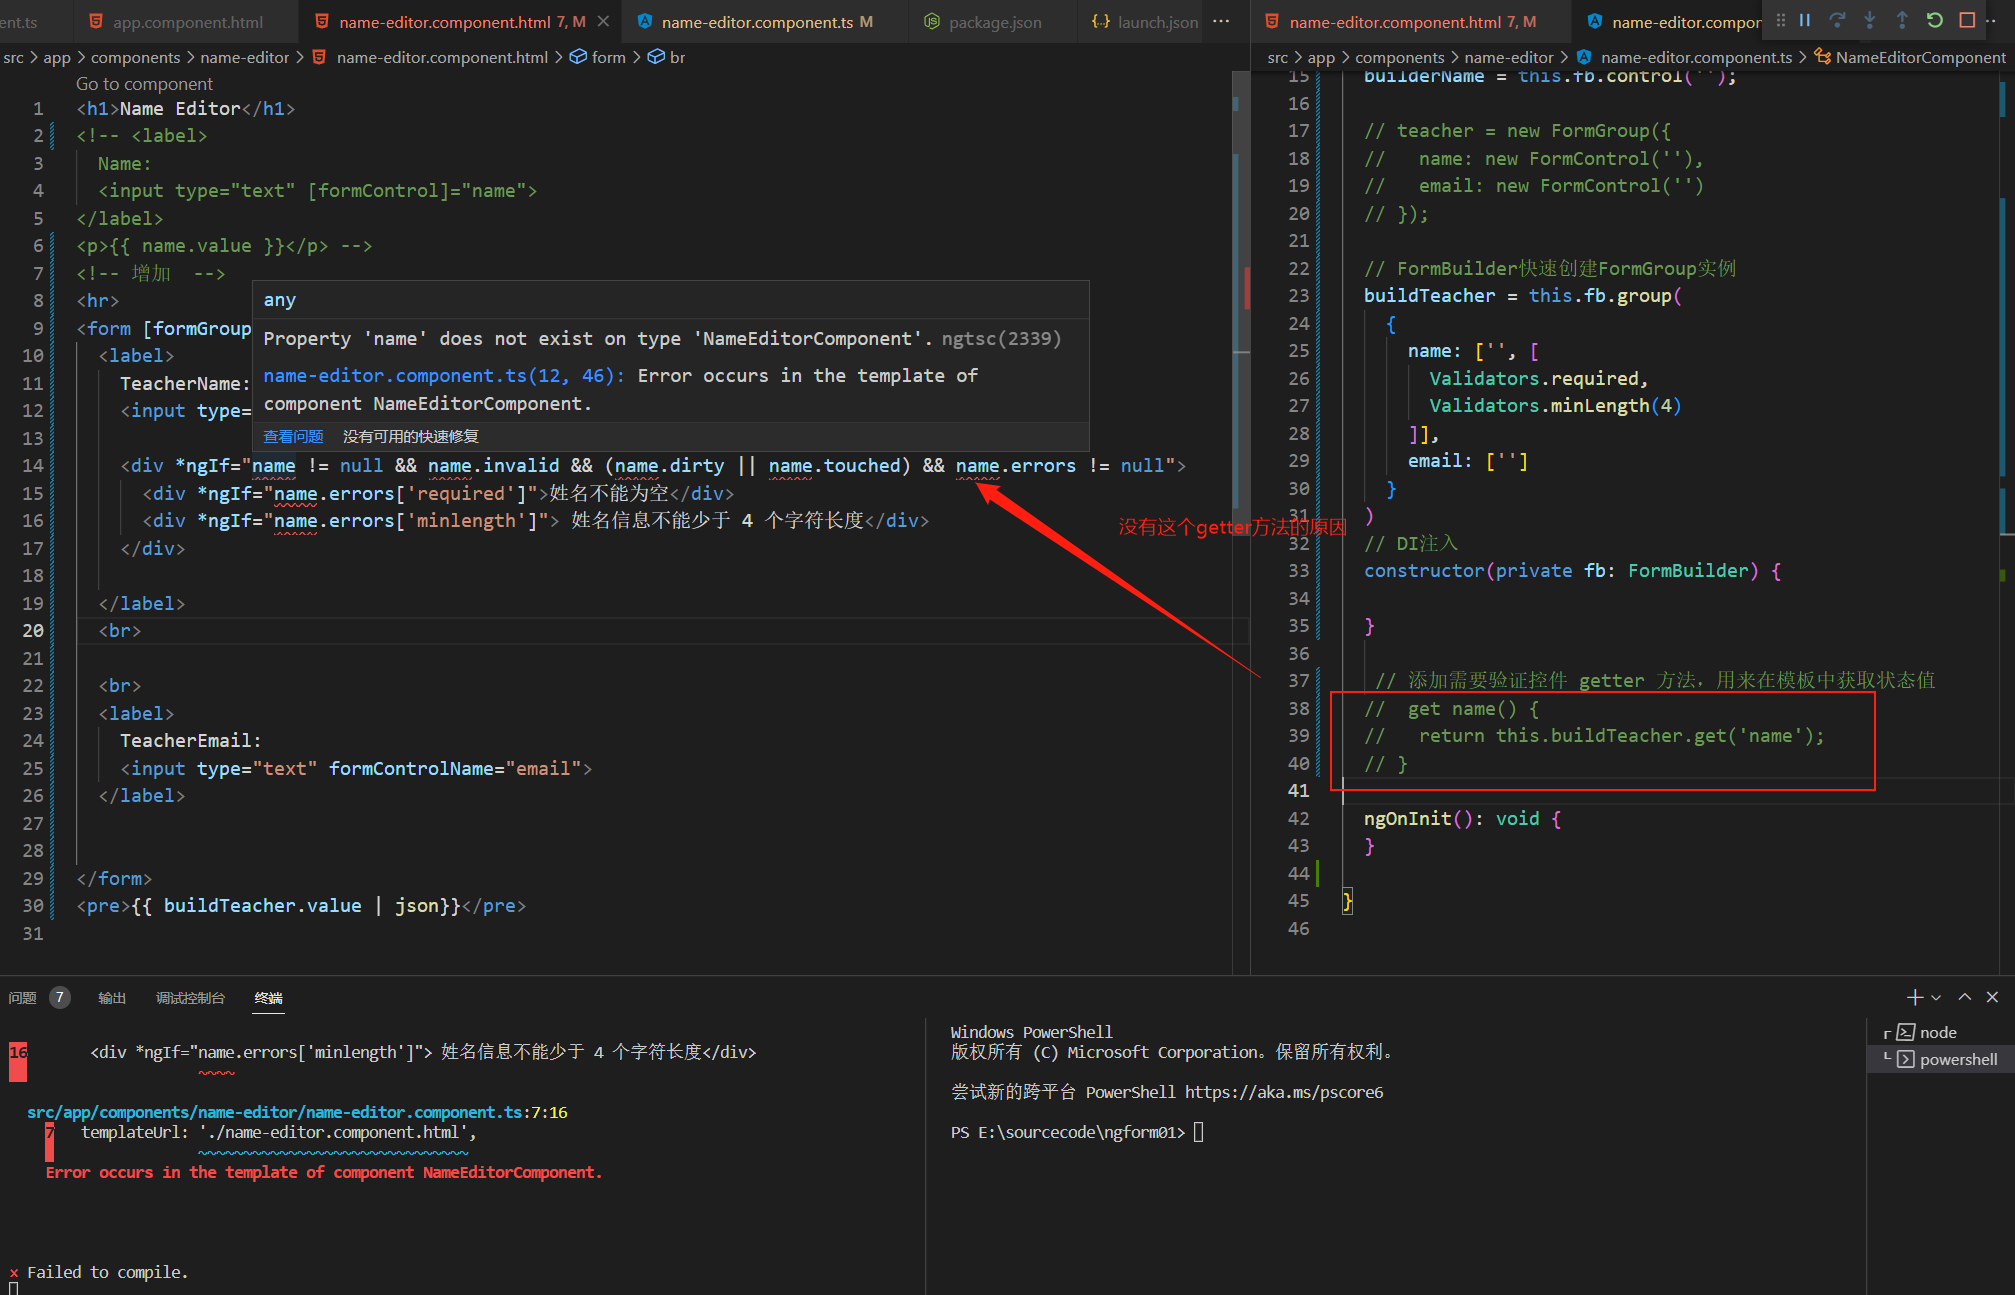 ent.ts
app.component.html
name-editor.component.html 7, M
name-editor.component.ts M
package.json
launch.json
src > app > components > name-editor > name-editor.component.html > form > br
Go to component
1 <h1>Name Editor</h1>
2 <!-- <label>
3 Name:
4 <input type="text" [formControl]="name">
5 </label>
6 <p>{{ name.value }}</p> -->
7 <!-- 增加  -->
8 <hr>
9 <form [formGroup
10 <label>
11 TeacherName:
12 <input type=
13
any
Property 'name' does not exist on type 'NameEditorComponent'. ngtsc(2339)
name-editor.component.ts(12, 46): Error occurs in the template of
component NameEditorComponent.
查看问题 没有可用的快速修复
14 <div *ngIf="name != null && name.invalid && (name.dirty || name.touched) && name.errors != null">
15 <div *ngIf="name.errors['required']">姓名不能为空</div>
16 <div *ngIf="name.errors['minlength']"> 姓名信息不能少于 4 个字符长度</div>
17 </div>
18
19 </label>
20 <br>
21
22 <br>
23 <label>
24 TeacherEmail:
25 <input type="text" formControlName="email">
26 </label>
27
28
29 </form>
30 <pre>{{ buildTeacher.value | json}}</pre>
31
没有这个getter方法的原因
name-editor.component.html 7, M
name-editor.compor
src > app > components > name-editor > name-editor.component.ts > NameEditorComponent
15 builderName = this.fb.control('');
16
17 // teacher = new FormGroup({
18 //   name: new FormControl(''),
19 //   email: new FormControl('')
20 // });
21
22 // FormBuilder快速创建FormGroup实例
23 buildTeacher = this.fb.group(
24 {
25 name: ['', [
26 Validators.required,
27 Validators.minLength(4)
28 ]],
29 email: ['']
30 }
31 )
32 // DI注入
33 constructor(private fb: FormBuilder) {
34
35 }
36
37 // 添加需要验证控件 getter 方法，用来在模板中获取状态值
38 //  get name() {
39 //   return this.buildTeacher.get('name');
40 // }
41
42 ngOnInit(): void {
43 }
44
45 }
46
问题 7 输出 调试控制台 终端
16 <div *ngIf="name.errors['minlength']"> 姓名信息不能少于 4 个字符长度</div>
src/app/components/name-editor/name-editor.component.ts:7:16
7 templateUrl: './name-editor.component.html',
Error occurs in the template of component NameEditorComponent.
× Failed to compile.
Windows PowerShell
版权所有 (C) Microsoft Corporation。保留所有权利。
尝试新的跨平台 PowerShell https://aka.ms/pscore6
PS E:\sourcecode\ngform01>
node
powershell